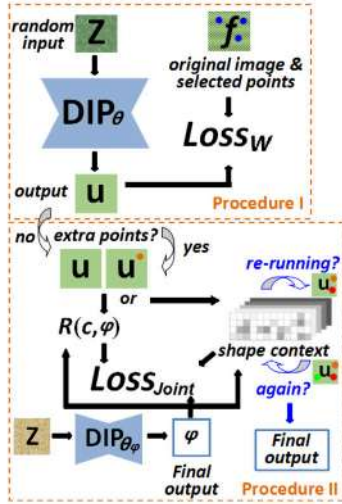 random
input
Z
f
original image &
selected points
DIPθ
LossW
output
u
Procedure I
no
extra points?
yes
u
u
or
re-running?
u
R(c,φ)
shape context
LossJoint
u
again?
Z
DIPθφ
φ
Final
output
Final
output
Procedure II